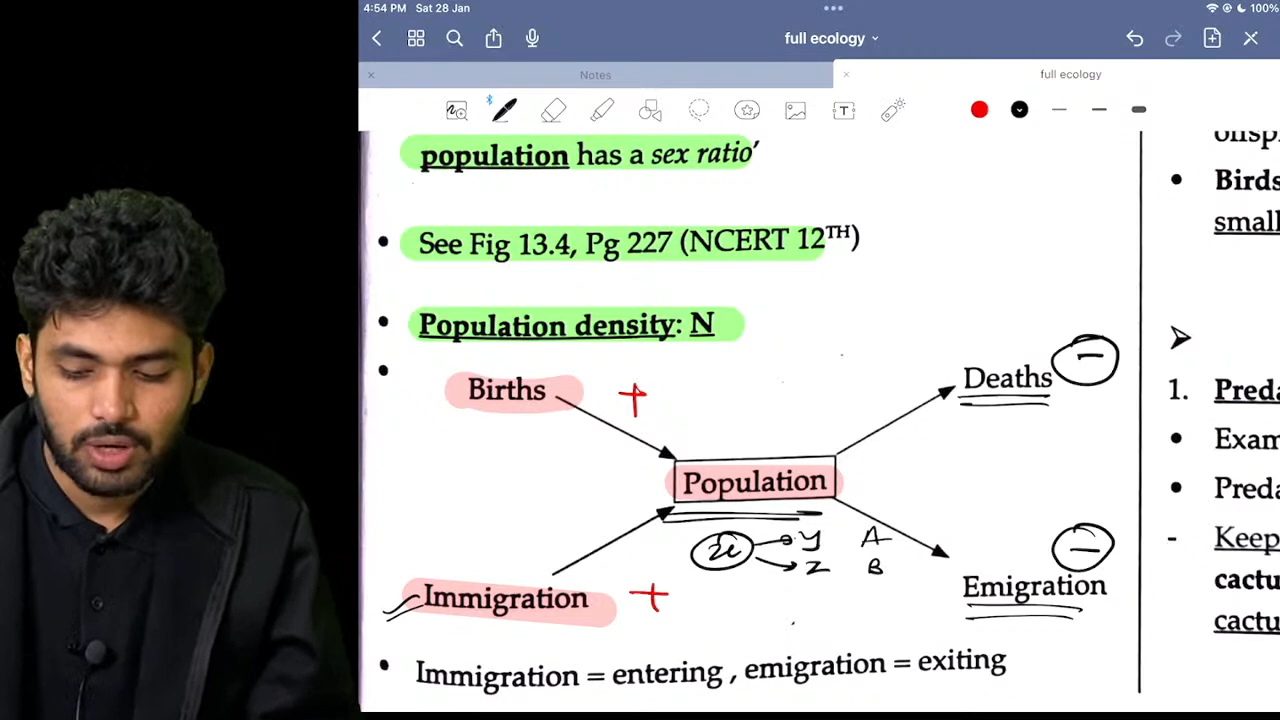 4:54 PM Sat 28 Jan
100%
full ecology
Notes
full ecology
T
population has a sex ratio’
• See Fig 13.4, Pg 227 (NCERT 12TH)
• Population density: N
•
Births +
Deaths −
Population
Y A
Z B
Immigration +
Emigration −
• Immigration = entering , emigration = exiting
• Birds
small
➤
1. Preda
• Exam
• Preda
- Keep
cactu
cactu